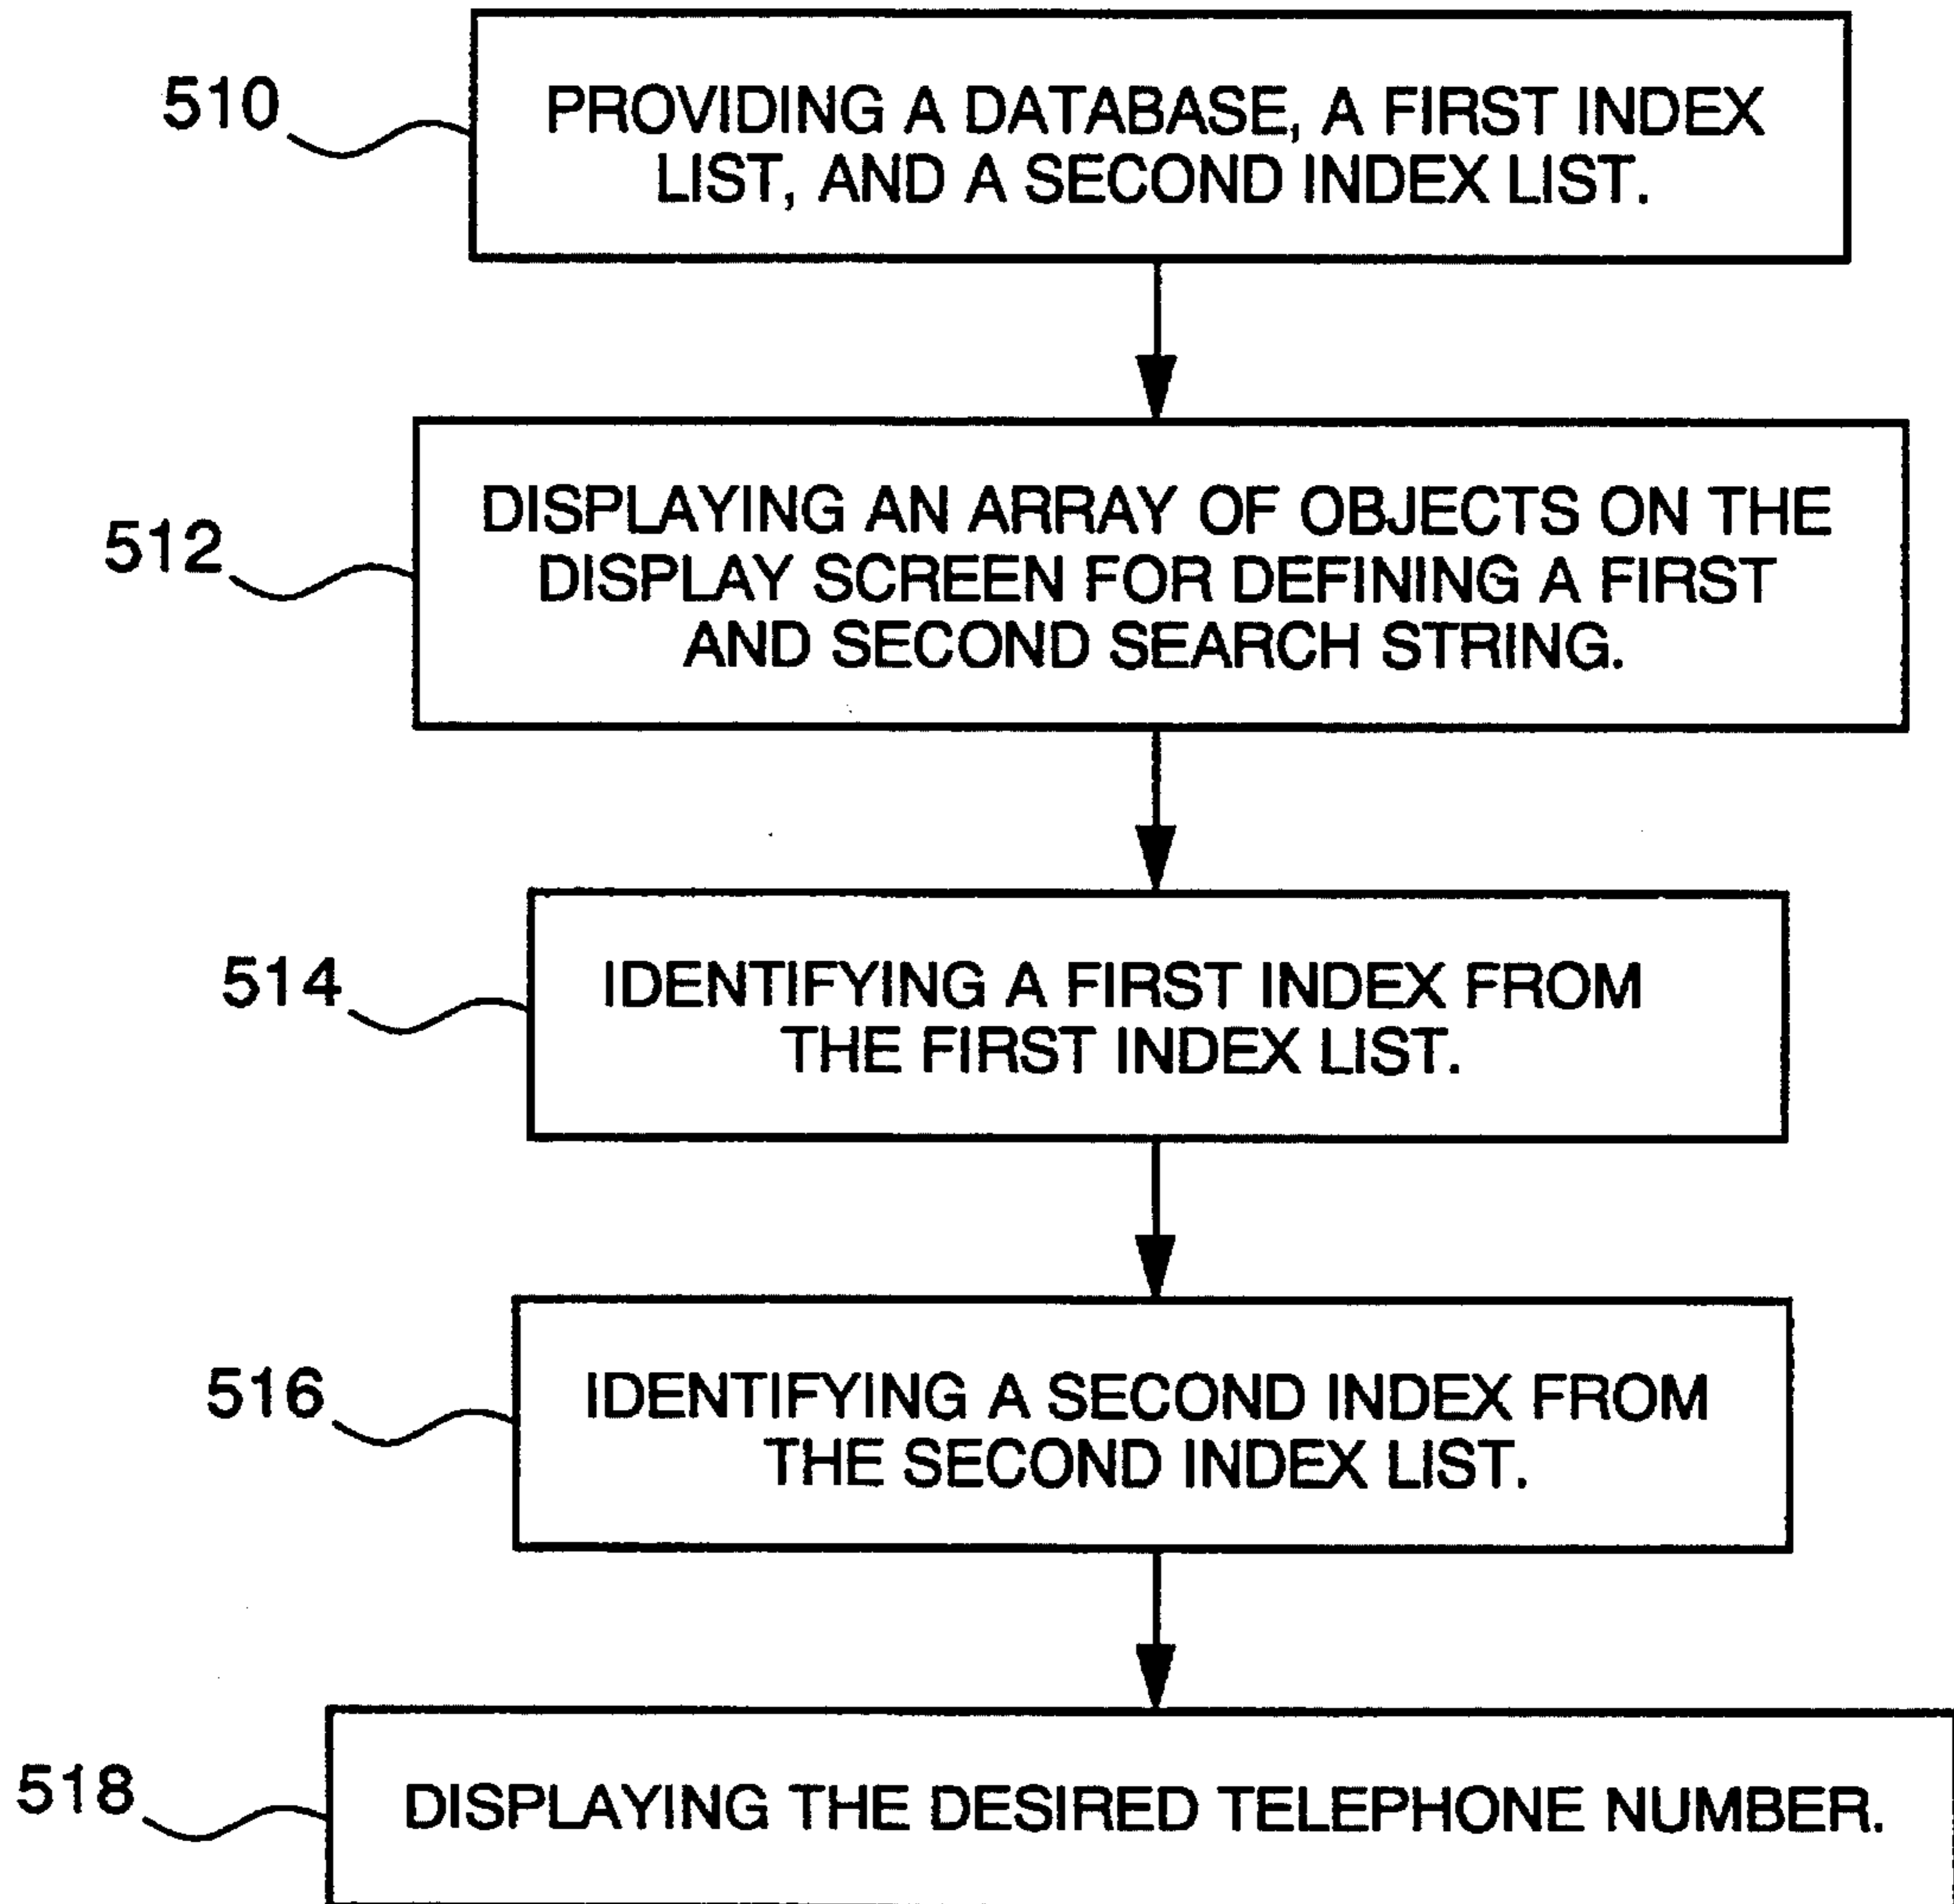 510
PROVIDING A DATABASE, A FIRST INDEX
LIST, AND A SECOND INDEX LIST.
512
DISPLAYING AN ARRAY OF OBJECTS ON THE
DISPLAY SCREEN FOR DEFINING A FIRST
AND SECOND SEARCH STRING.
514
IDENTIFYING A FIRST INDEX FROM
THE FIRST INDEX LIST.
516
IDENTIFYING A SECOND INDEX FROM
THE SECOND INDEX LIST.
518
DISPLAYING THE DESIRED TELEPHONE NUMBER.